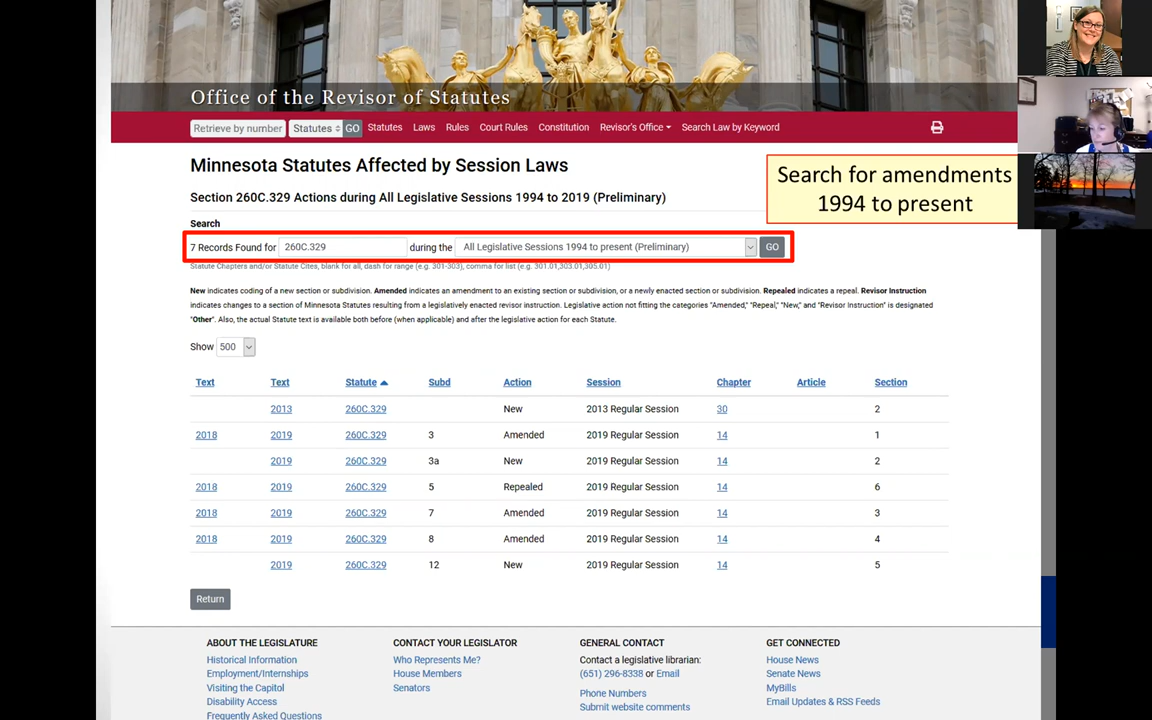 Office of the Revisor of Statutes
Retrieve by number Statutes GO Statutes Laws Rules Court Rules Constitution Revisor's Office Search Law by Keyword
Minnesota Statutes Affected by Session Laws
Search for amendments
1994 to present
Section 260C.329 Actions during All Legislative Sessions 1994 to 2019 (Preliminary)
Search
7 Records Found for 260C.329 during the All Legislative Sessions 1994 to present (Preliminary) GO
Statute Chapters and/or Statute Cites, blank for all, dash for range (e.g. 301-303), comma for list (e.g. 301.01,303.01,305.01)
New indicates coding of a new section or subdivision. Amended indicates an amendment to an existing section or subdivision, or a newly enacted section or subdivision. Repealed indicates a repeal. Revisor Instruction
indicates changes to a section of Minnesota Statutes resulting from a legislatively enacted revisor instruction. Legislative action not fitting the categories "Amended," "Repeal," "New," and "Revisor Instruction" is designated
"Other". Also, the actual Statute text is available both before (when applicable) and after the legislative action for each Statute.
Show 500
Text Text Statute Subd Action Session Chapter Article Section
2013 260C.329 New 2013 Regular Session 30 2
2018 2019 260C.329 3 Amended 2019 Regular Session 14 1
2019 260C.329 3a New 2019 Regular Session 14 2
2018 2019 260C.329 5 Repealed 2019 Regular Session 14 6
2018 2019 260C.329 7 Amended 2019 Regular Session 14 3
2018 2019 260C.329 8 Amended 2019 Regular Session 14 4
2019 260C.329 12 New 2019 Regular Session 14 5
Return
ABOUT THE LEGISLATURE CONTACT YOUR LEGISLATOR GENERAL CONTACT GET CONNECTED
Historical Information Who Represents Me? Contact a legislative librarian: House News
Employment/Internships House Members (651) 296-8338 or Email Senate News
Visiting the Capitol Senators Phone Numbers MyBills
Disability Access Submit website comments Email Updates & RSS Feeds
Frequently Asked Questions